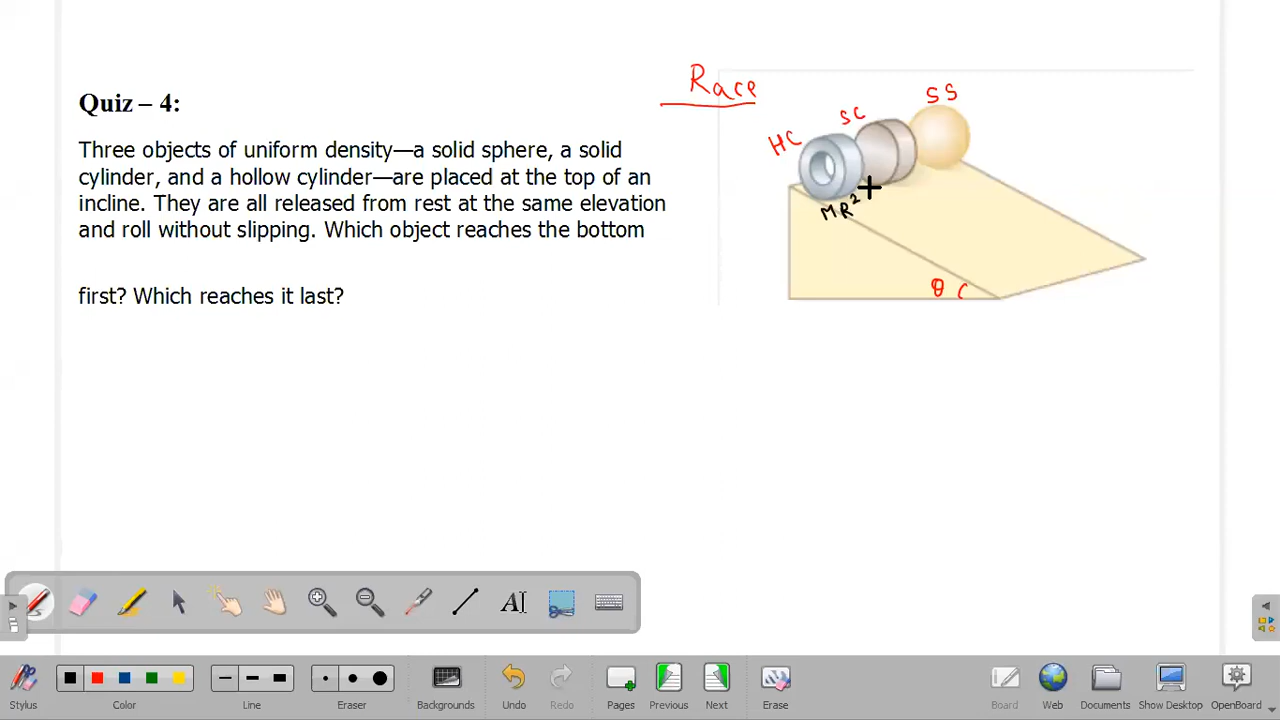 Race
Quiz – 4:
SS
SC
HC
Three objects of uniform density—a solid sphere, a solid
cylinder, and a hollow cylinder—are placed at the top of an
incline. They are all released from rest at the same elevation
and roll without slipping. Which object reaches the bottom
first? Which reaches it last?
MR²
θ
Stylus
Color
Line
Eraser
Backgrounds
Undo
Redo
Pages
Previous
Next
Erase
Board
Web
Documents
Show Desktop
OpenBoard